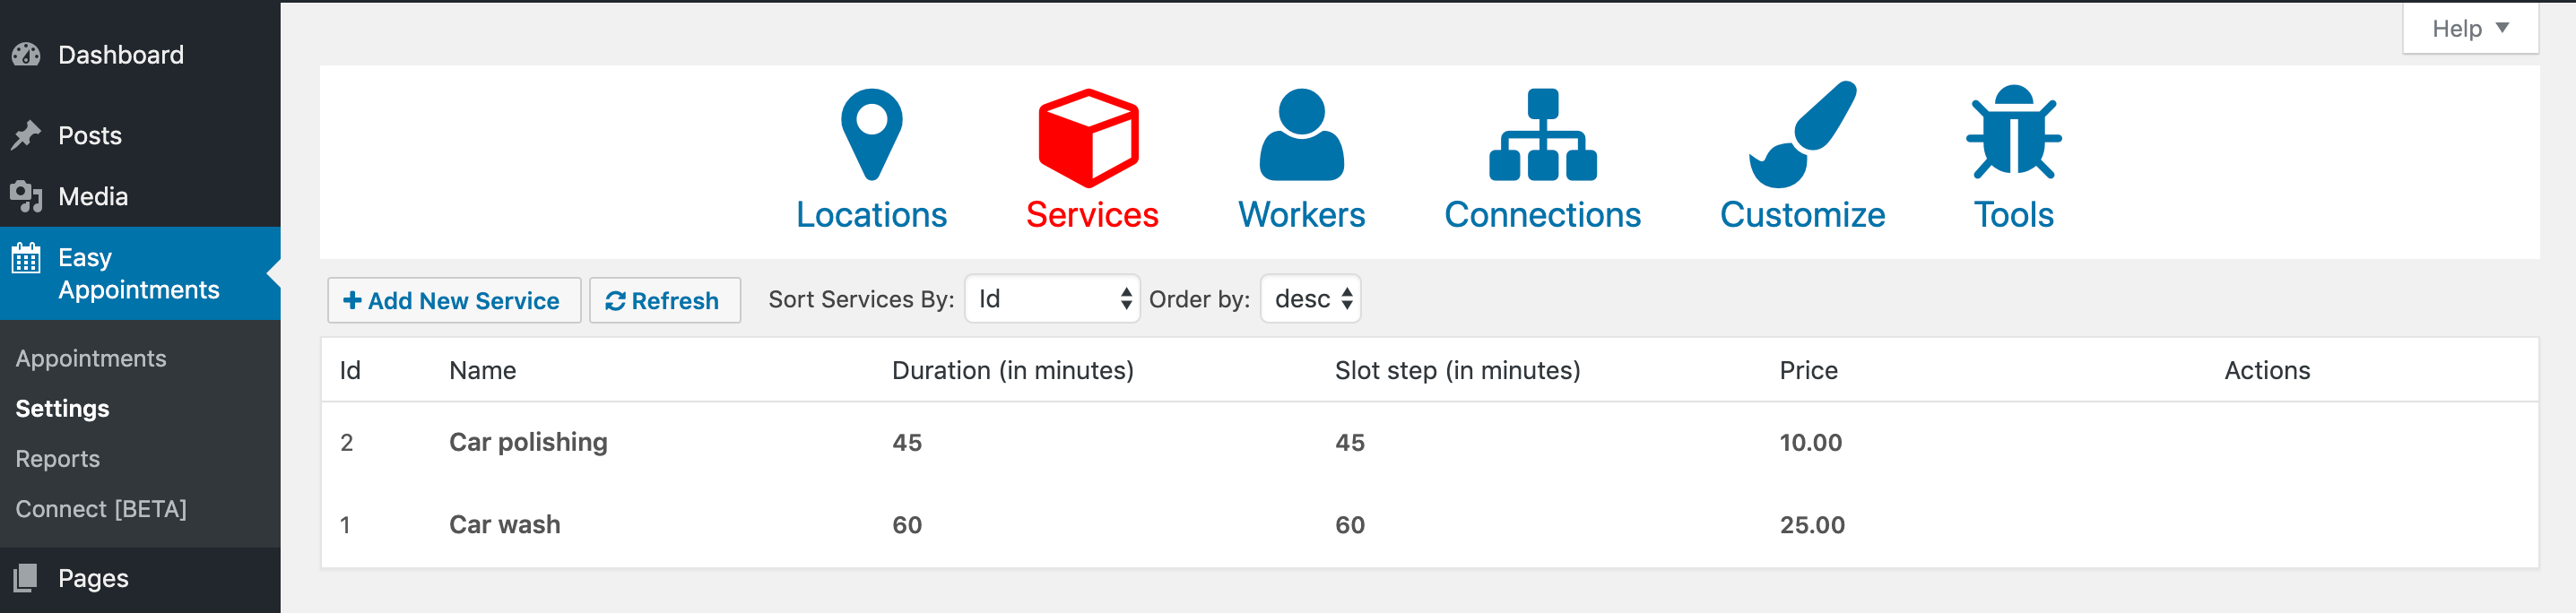 Help
Dashboard
Posts
Media
Easy
Appointments
Appointments
Settings
Reports
Connect [BETA]
Pages
Locations Services Workers Connections Customize Tools
Add New Service Refresh Sort Services By: Id Order by: desc
Id Name Duration (in minutes) Slot step (in minutes) Price Actions
2 Car polishing 45 45 10.00
1 Car wash 60 60 25.00